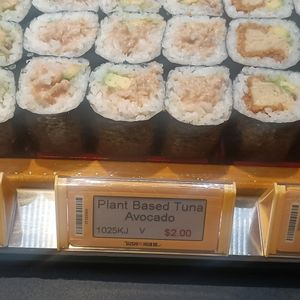 Plant Based Tuna
Avocado
1025KJ V $2.00